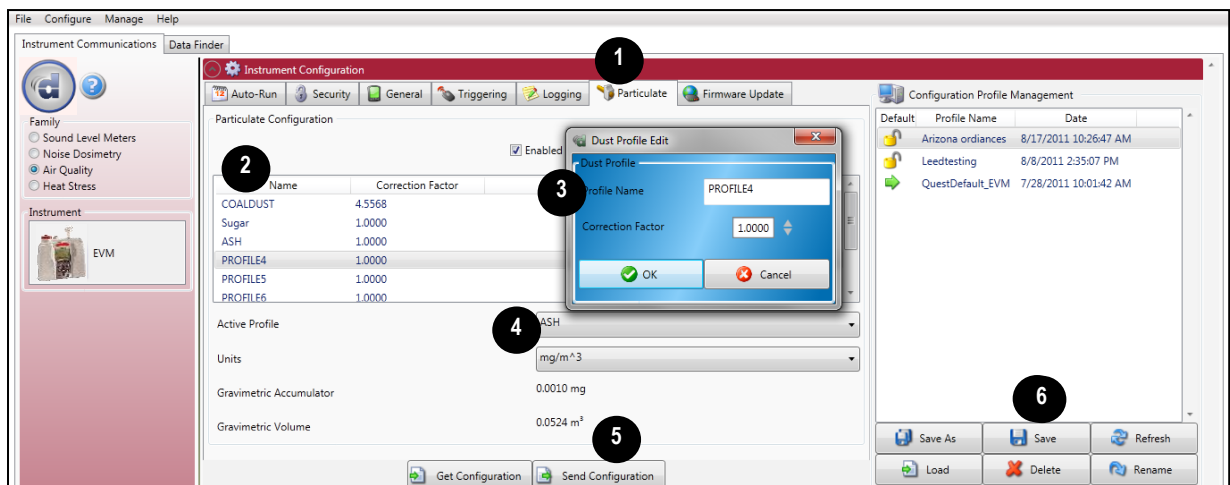 File Configure Manage Help
Instrument Communications Data Finder
1
Instrument Configuration
Auto-Run Security General Triggering Logging Particulate Firmware Update
Configuration Profile Management
Family
Sound Level Meters
Noise Dosimetry
Air Quality
Heat Stress
Instrument
EVM
Particulate Configuration
Enabled
2
Name Correction Factor
COALDUST 4.5568
Sugar 1.0000
ASH 1.0000
PROFILE4 1.0000
PROFILE5 1.0000
PROFILE6 1.0000
Dust Profile Edit
Dust Profile
3
Profile Name PROFILE4
Correction Factor 1.0000
OK Cancel
Active Profile
4
ASH
Units mg/m^3
Gravimetric Accumulator 0.0010 mg
Gravimetric Volume 0.0524 m³
5
Get Configuration Send Configuration
Default Profile Name Date
Arizona ordiances 8/17/2011 10:26:47 AM
Leedtesting 8/8/2011 2:35:07 PM
QuestDefault_EVM 7/28/2011 10:01:42 AM
6
Save As Save Refresh
Load Delete Rename